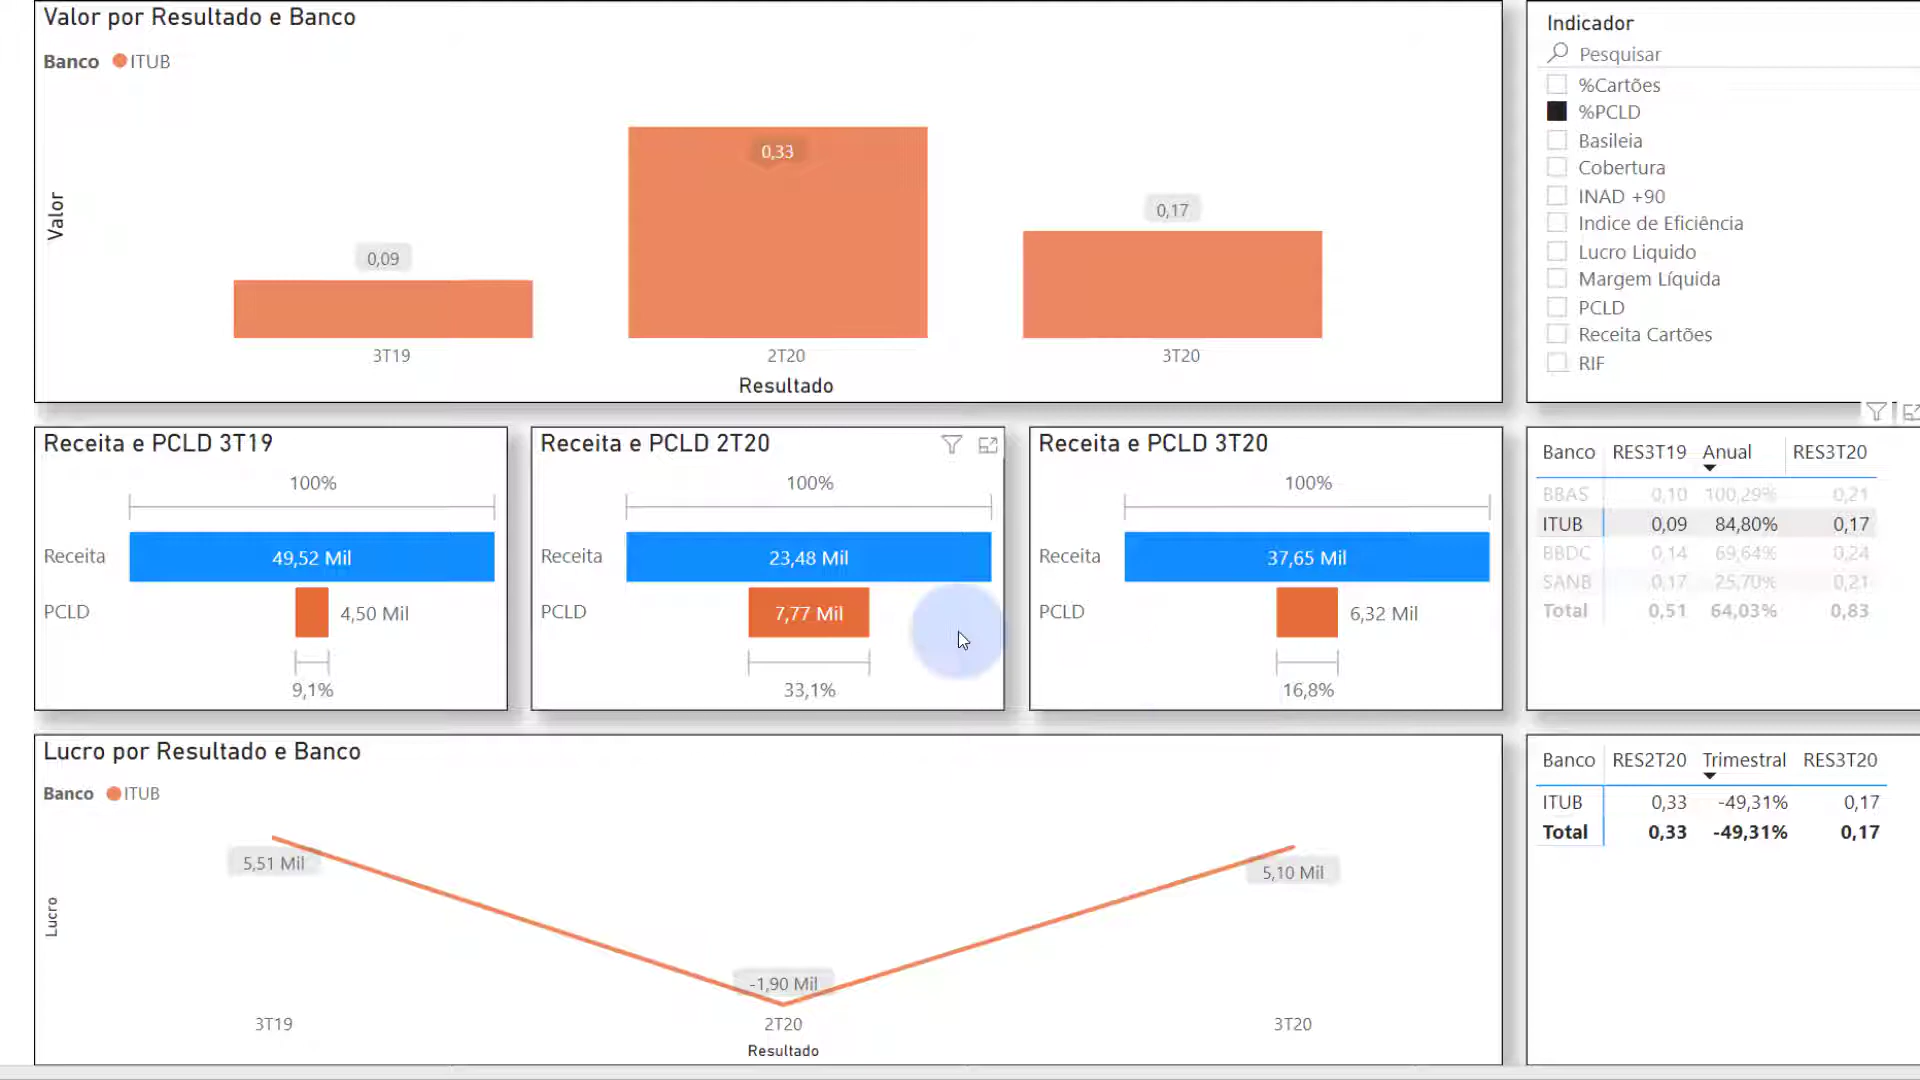 Valor por Resultado e Banco
Banco ITUB
Valor
0,09
0,33
0,17
3T19 2T20 3T20
Resultado
Indicador
Pesquisar
%Cartões
%PCLD
Basileia
Cobertura
INAD +90
Indice de Eficiência
Lucro Liquido
Margem Líquida
PCLD
Receita Cartões
RIF
Receita e PCLD 3T19
100%
Receita 49,52 Mil
PCLD 4,50 Mil
9,1%
Receita e PCLD 2T20
100%
Receita 23,48 Mil
PCLD 7,77 Mil
33,1%
Receita e PCLD 3T20
100%
Receita 37,65 Mil
PCLD 6,32 Mil
16,8%
Banco RES3T19 Anual RES3T20
BBAS 0,10 100,29% 0,21
ITUB 0,09 84,80% 0,17
BBDC 0,14 69,64% 0,24
SANB 0,17 25,70% 0,21
Total 0,51 64,03% 0,83
Lucro por Resultado e Banco
Banco ITUB
Lucro
5,51 Mil
-1,90 Mil
5,10 Mil
3T19 2T20 3T20
Resultado
Banco RES2T20 Trimestral RES3T20
ITUB 0,33 -49,31% 0,17
Total 0,33 -49,31% 0,17